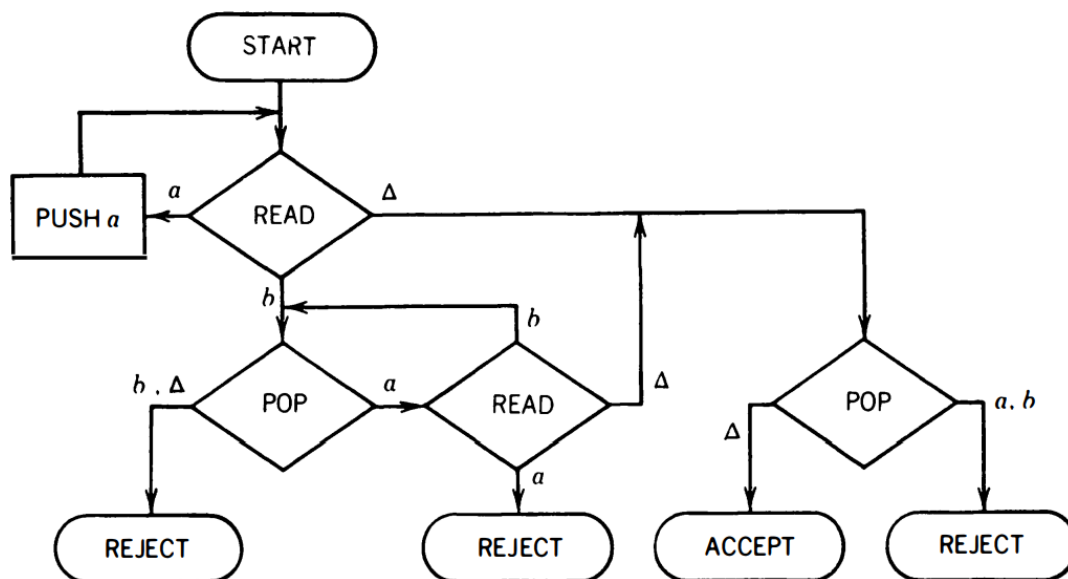 START
a
Δ
PUSH a
READ
b
b
b, Δ
POP
a
READ
Δ
POP
a, b
Δ
a
REJECT
REJECT
ACCEPT
REJECT